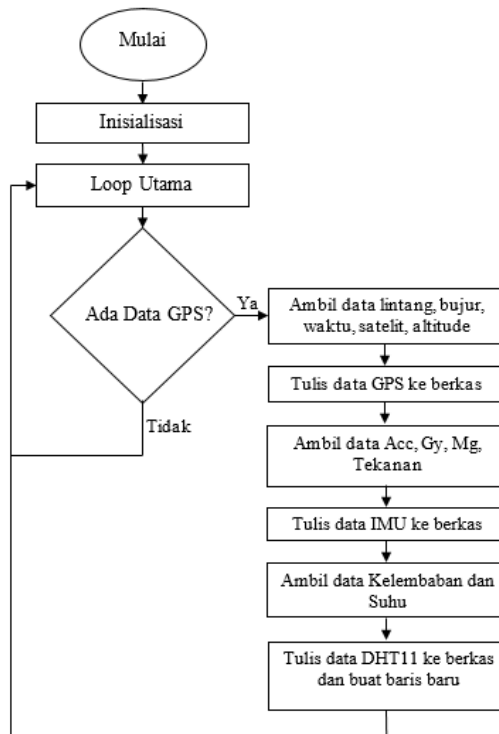 Mulai
Inisialisasi
Loop Utama
Ada Data GPS?
Ya
Tidak
Ambil data lintang, bujur,
waktu, satelit, altitude
Tulis data GPS ke berkas
Ambil data Acc, Gy, Mg,
Tekanan
Tulis data IMU ke berkas
Ambil data Kelembaban dan
Suhu
Tulis data DHT11 ke berkas
dan buat baris baru